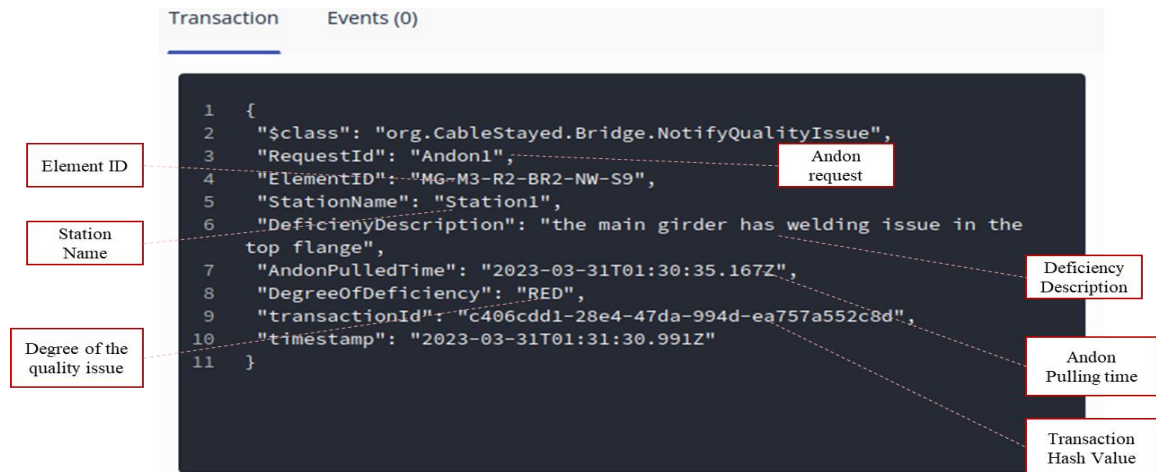 Transaction Events (0)
1 {
2 "$class": "org.CableStayed.Bridge.NotifyQualityIssue",
3 "RequestId": "Andon1",
4 "ElementID": "MG-M3-R2-BR2-NW-S9",
5 "StationName": "Station1",
6 "DeficienyDescription": "the main girder has welding issue in the
top flange",
7 "AndonPulledTime": "2023-03-31T01:30:35.167Z",
8 "DegreeOfDeficiency": "RED",
9 "transactionId": "c406cdd1-28e4-47da-994d-ea757a552c8d",
10 "timestamp": "2023-03-31T01:31:30.991Z"
11 }
Element ID
Station
Name
Degree of the
quality issue
Andon
request
Deficiency
Description
Andon
Pulling time
Transaction
Hash Value